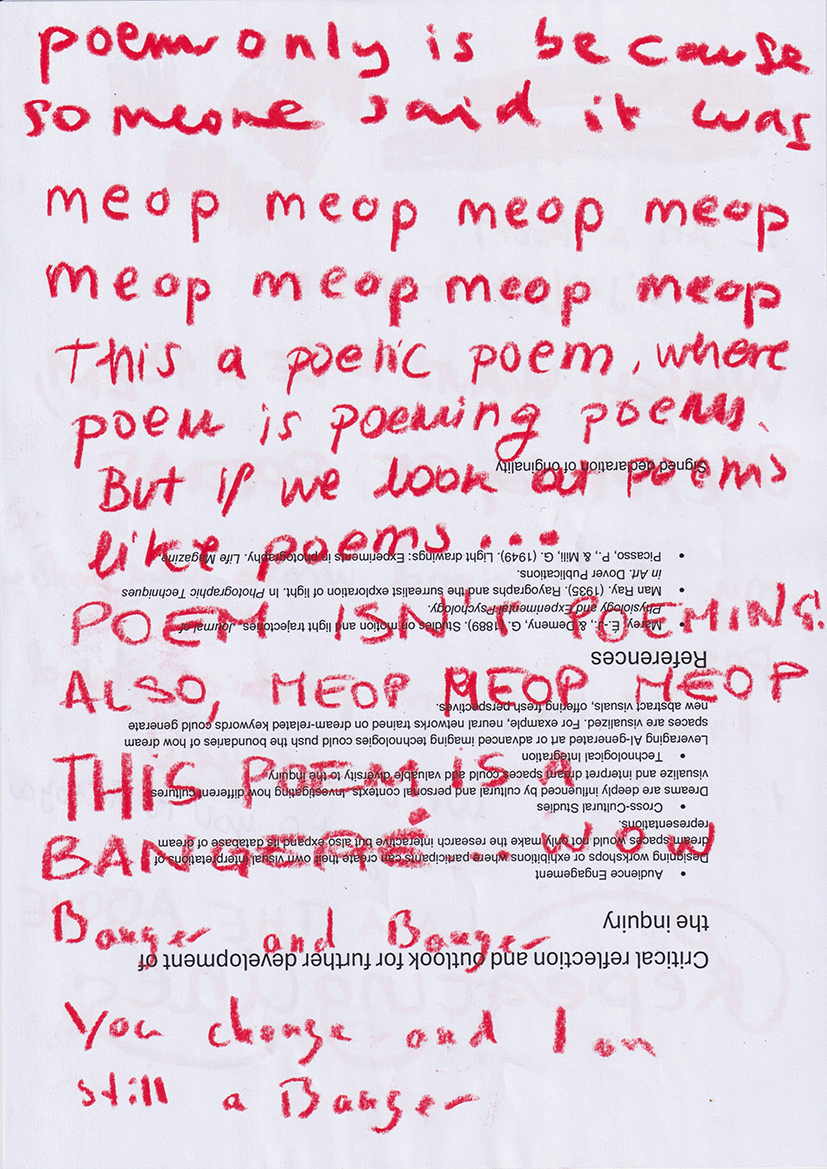 poem only is because
someone said it was
meop meop meop meop
meop meop meop meop
This a poetic poem, where
poem is poeming poems.
But if we look at poems
like poems...
POEM ISN'T POEMING.
ALSO, MEOP MEOP MEOP
THIS POEM IS A
BANGERÉ... WOW
Banger and Banger
You change and I am
still a Banger
Critical reflection and outlook for further development of
the inquiry
• Audience Engagement
Designing workshops or exhibitions where participants can create their own visual interpretations of
dream spaces would not only make the research interactive but also expand its database of dream
representations.
• Cross-Cultural Studies
Dreams are deeply influenced by cultural and personal contexts. Investigating how different cultures
visualize and interpret dream spaces could add valuable diversity to the inquiry.
• Technological Integration
Leveraging AI-generated art or advanced imaging technologies could push the boundaries of how dream
spaces are visualized. For example, neural networks trained on dream-related keywords could generate
new abstract visuals, offering fresh perspectives.
References
• Marey, É.-J., & Demeny, G. (1889). Studies on motion and light trajectories. Journal of
Physiology and Experimental Psychology.
• Man Ray. (1935). Rayographs and the surrealist exploration of light. In Photographic Techniques
in Art. Dover Publications.
• Picasso, P., & Mili, G. (1949). Light drawings: Experiments in photography. Life Magazine.
Signed declaration of originality